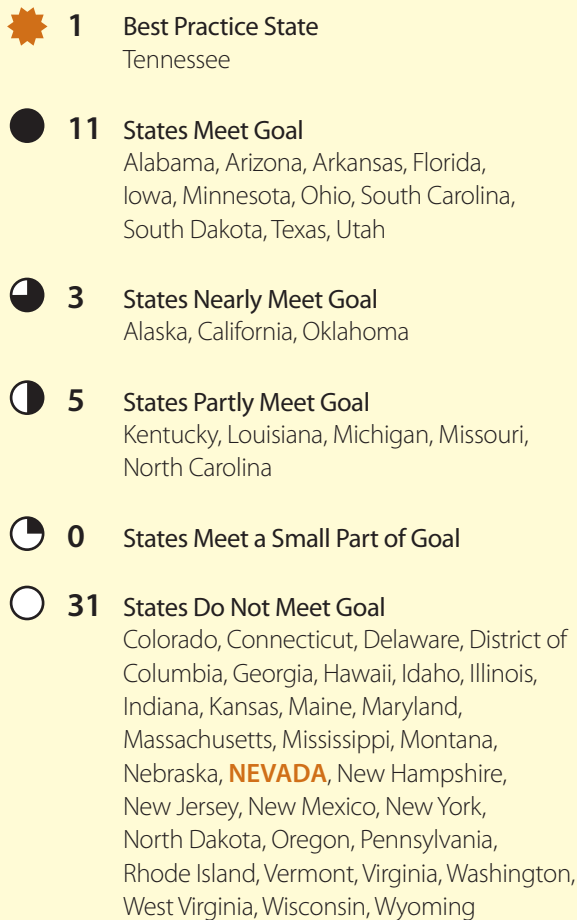 1 Best Practice State
Tennessee
11 States Meet Goal
Alabama, Arizona, Arkansas, Florida,
Iowa, Minnesota, Ohio, South Carolina,
South Dakota, Texas, Utah
3 States Nearly Meet Goal
Alaska, California, Oklahoma
5 States Partly Meet Goal
Kentucky, Louisiana, Michigan, Missouri,
North Carolina
0 States Meet a Small Part of Goal
31 States Do Not Meet Goal
Colorado, Connecticut, Delaware, District of
Columbia, Georgia, Hawaii, Idaho, Illinois,
Indiana, Kansas, Maine, Maryland,
Massachusetts, Mississippi, Montana,
Nebraska, NEVADA, New Hampshire,
New Jersey, New Mexico, New York,
North Dakota, Oregon, Pennsylvania,
Rhode Island, Vermont, Virginia, Washington,
West Virginia, Wisconsin, Wyoming